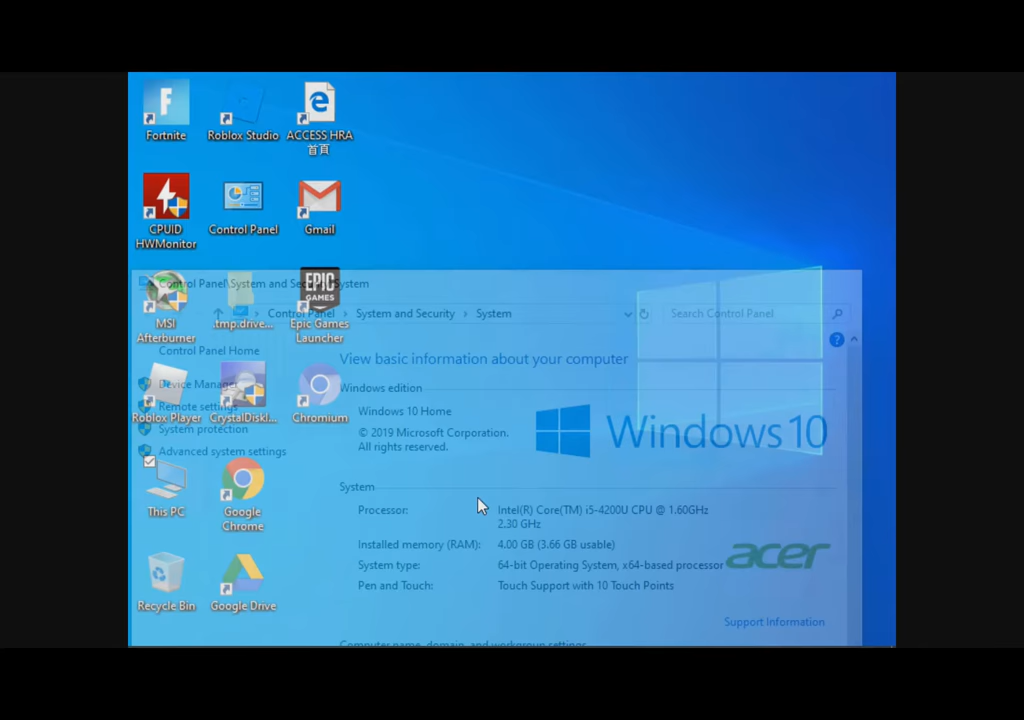 Fortnite
Roblox Studio
ACCESS HRA
首頁
CPUID
HWMonitor
Control Panel
Gmail
MSI
Afterburner
.tmp.drive...
EPIC
GAMES
Epic Games
Launcher
Roblox Player
CrystalDiskI...
Chromium
This PC
Google
Chrome
Recycle Bin
Google Drive
Control Panel\System and Security\System
Control Panel > System and Security > System
Search Control Panel
Control Panel Home
Device Manager
Remote settings
System protection
Advanced system settings
View basic information about your computer
Windows edition
Windows 10 Home
© 2019 Microsoft Corporation.
All rights reserved.
Windows 10
System
Processor: Intel(R) Core(TM) i5-4200U CPU @ 1.60GHz
2.30 GHz
Installed memory (RAM): 4.00 GB (3.66 GB usable)
System type: 64-bit Operating System, x64-based processor
Pen and Touch: Touch Support with 10 Touch Points
acer
Support Information
Computer name, domain, and workgroup settings